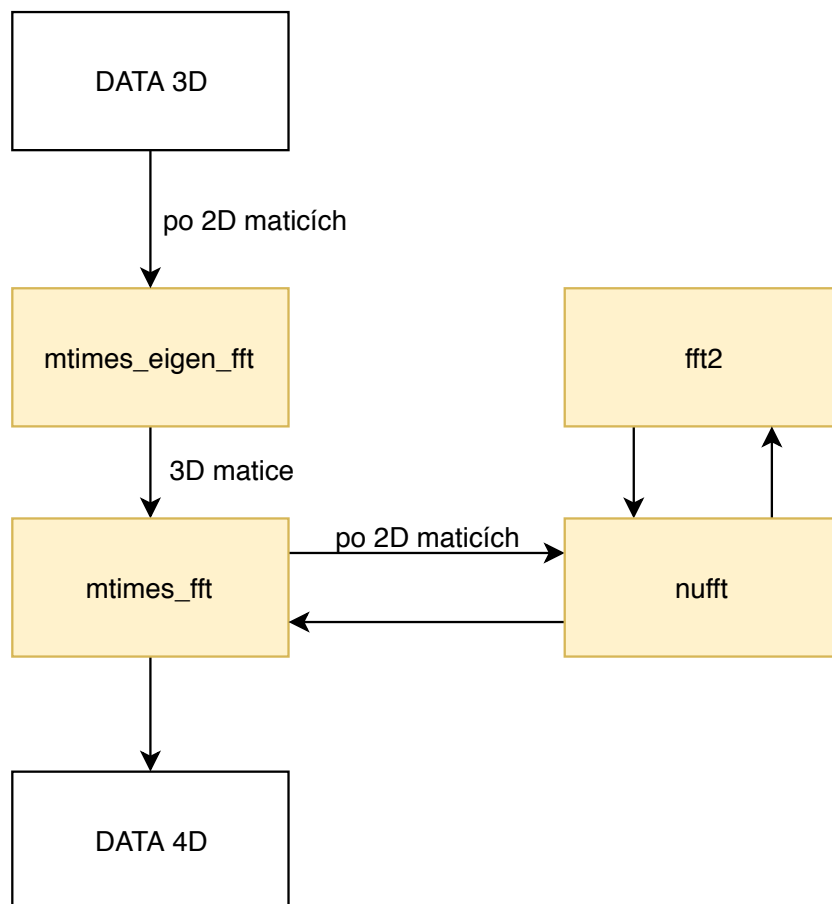 DATA 3D
po 2D maticích
mtimes_eigen_fft
fft2
3D matice
po 2D maticích
mtimes_fft
nufft
DATA 4D